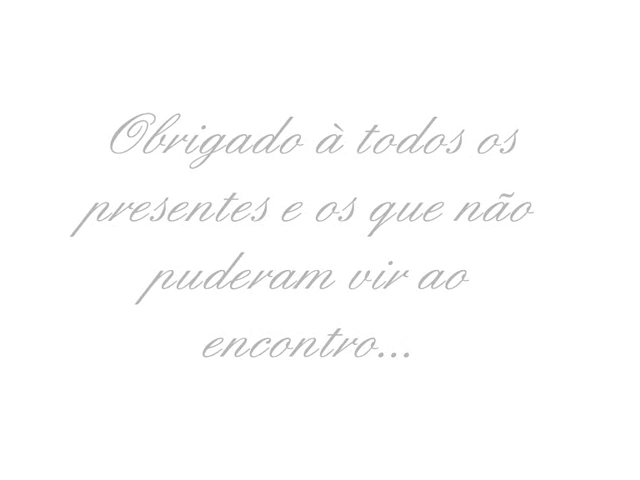 Obrigado à todos os
presentes e os que não
puderam vir ao
encontro...